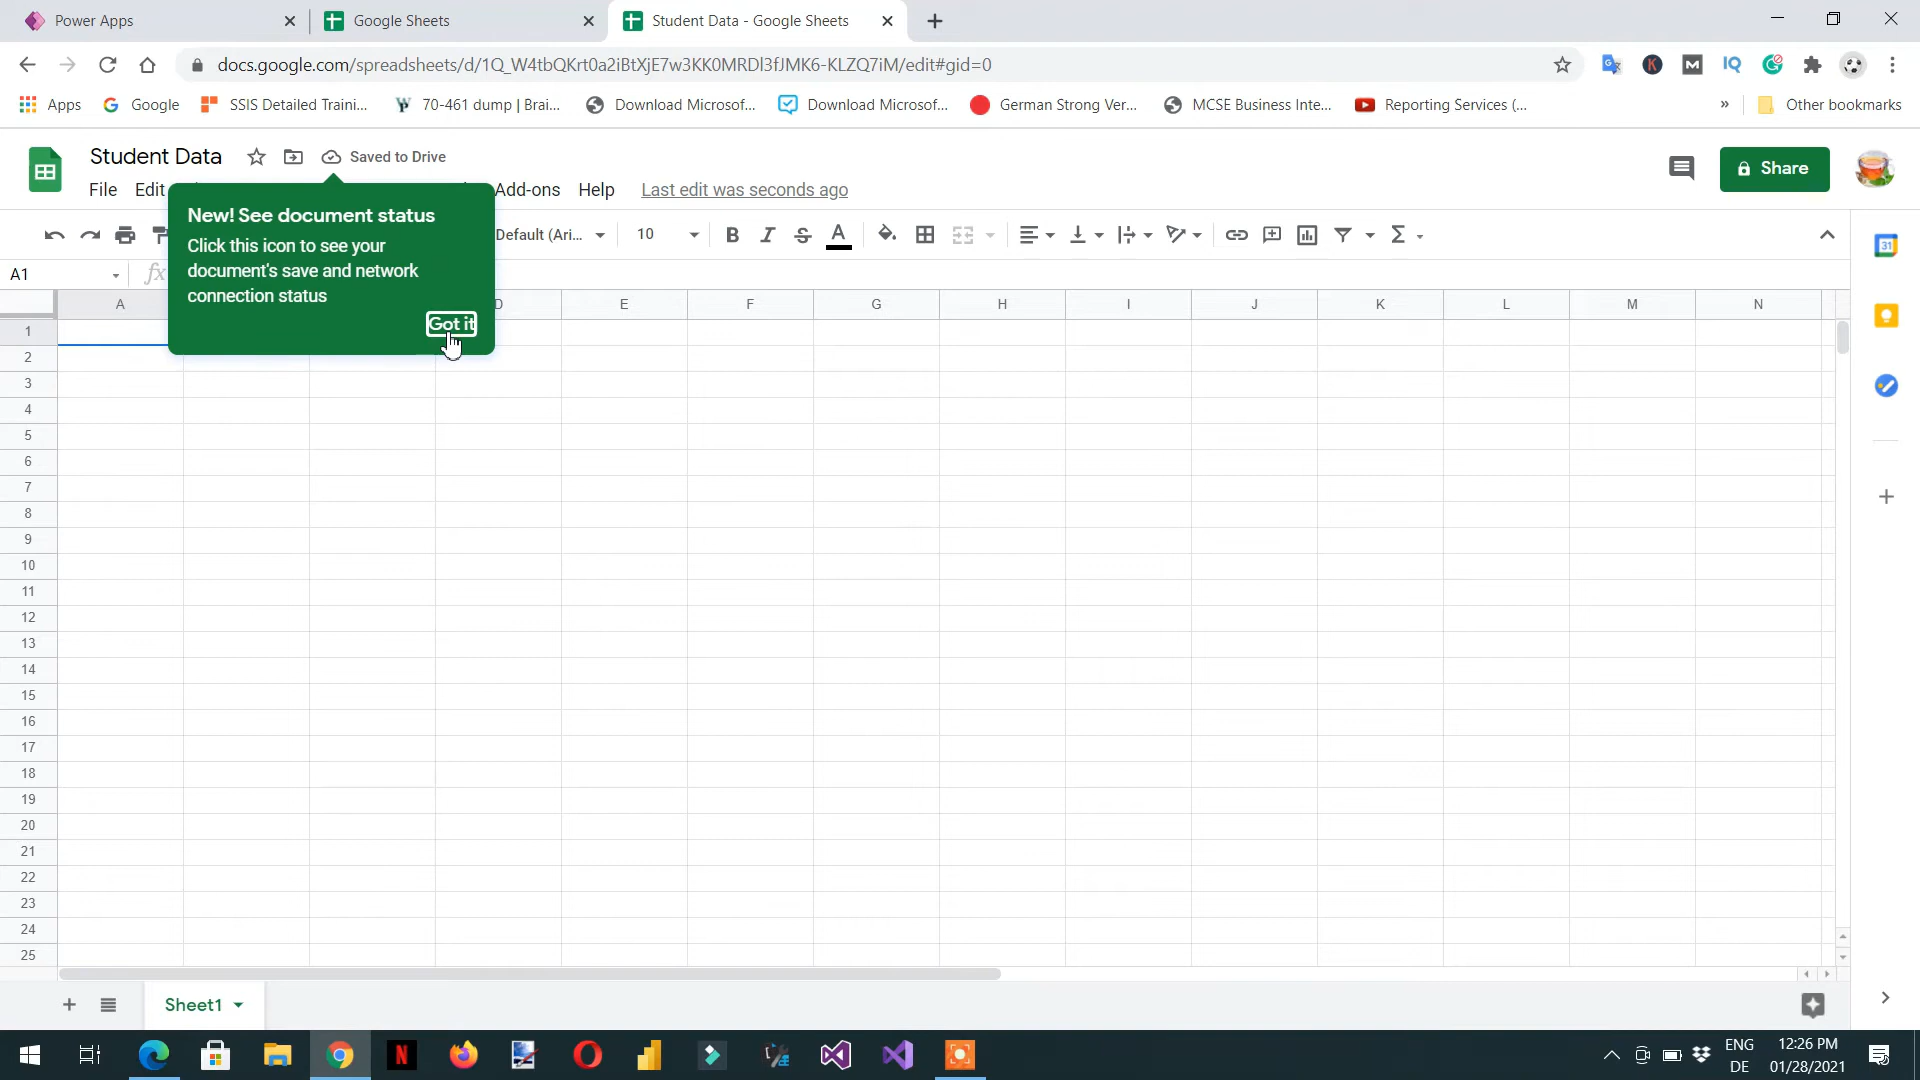 Power Apps
Google Sheets
Student Data - Google Sheets
docs.google.com/spreadsheets/d/1Q_W4tbQKrt0a2iBtXjE7w3KK0MRDl3fJMK6-KLZQ7iM/edit#gid=0
Apps
Google
SSIS Detailed Traini...
70-461 dump | Brai...
Download Microsof...
Download Microsof...
German Strong Ver...
MCSE Business Inte...
Reporting Services (...
»
Other bookmarks
Student Data
Saved to Drive
Share
File Edit Add-ons Help Last edit was seconds ago
New! See document status
Click this icon to see your
document's save and network
connection status
Got it
Default (Ari...
10
A1
fx
A D E F G H I J K L M N
1
2
3
4
5
6
7
8
9
10
11
12
13
14
15
16
17
18
19
20
21
22
23
24
25
Sheet1
ENG
DE
12:26 PM
01/28/2021